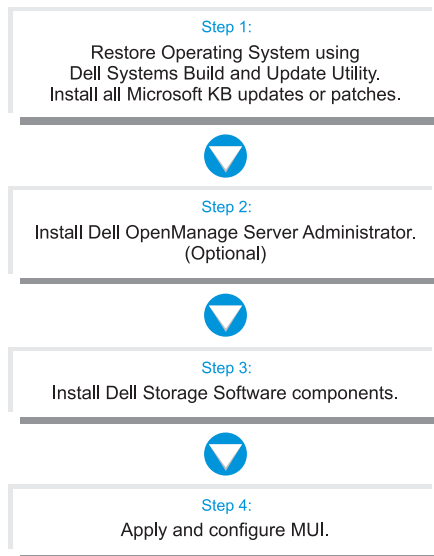 Step 1:
Restore Operating System using
Dell Systems Build and Update Utility.
Install all Microsoft KB updates or patches.
Step 2:
Install Dell OpenManage Server Administrator.
(Optional)
Step 3:
Install Dell Storage Software components.
Step 4:
Apply and configure MUI.